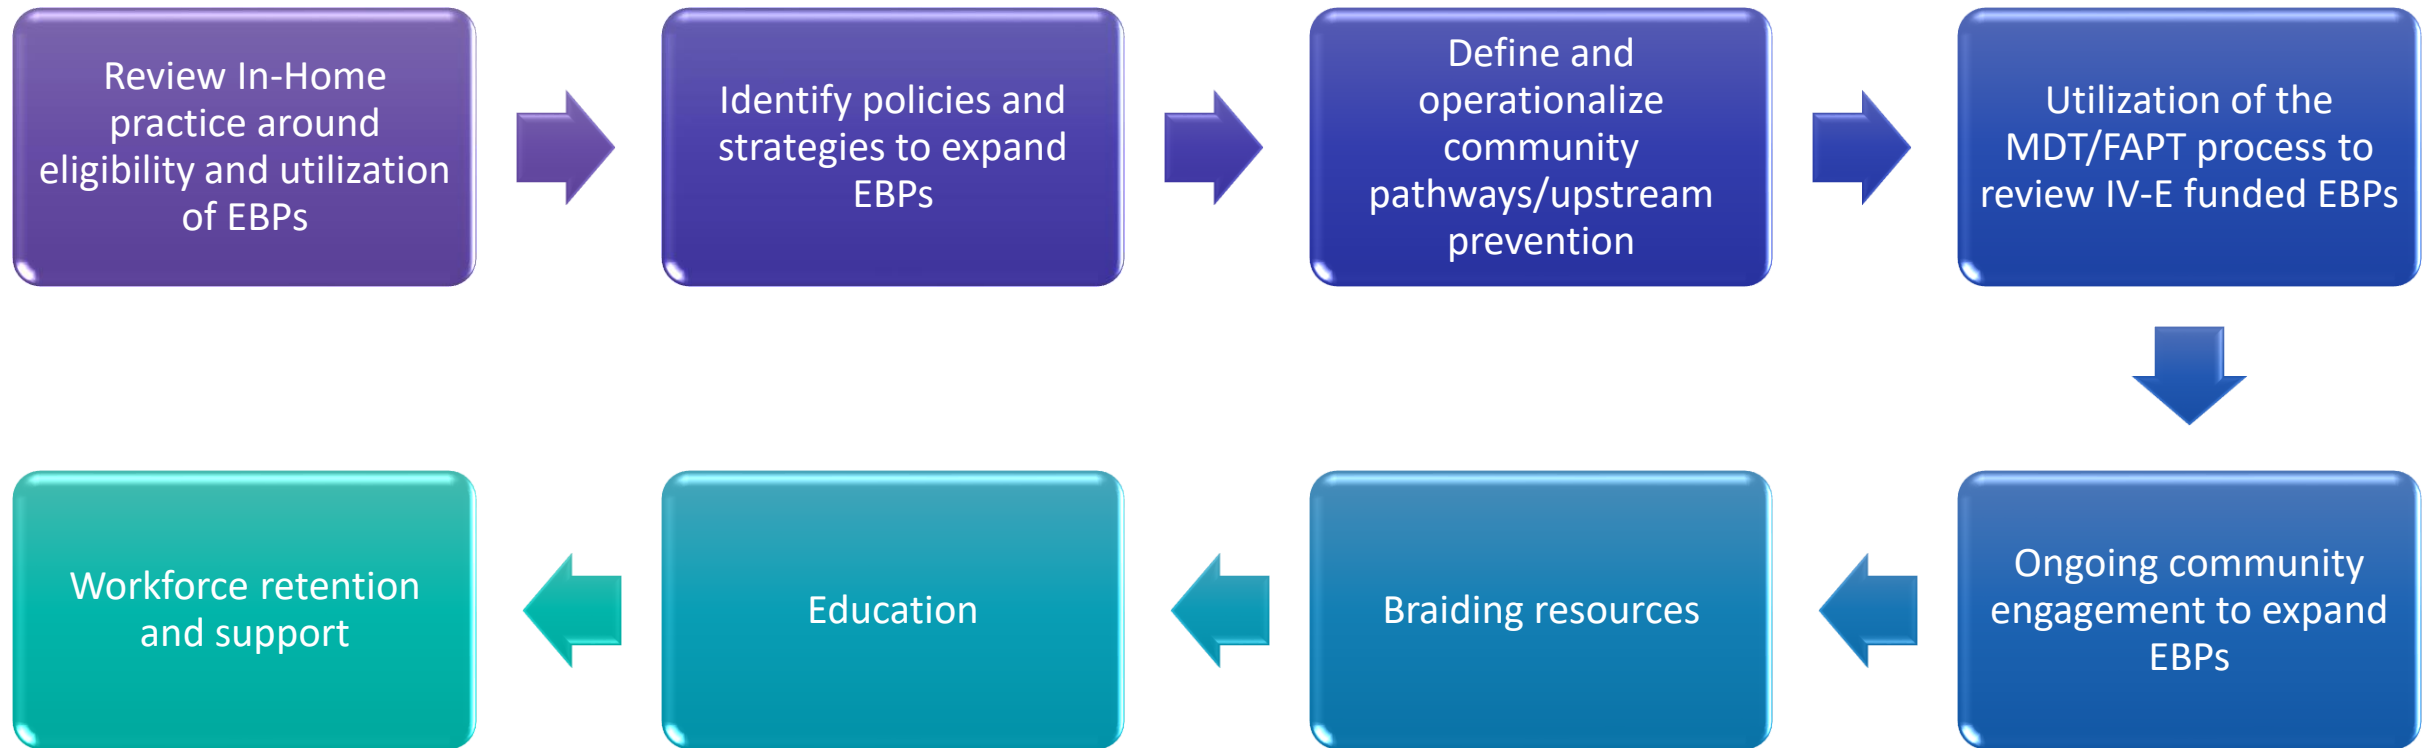 Review In-Home
practice around
eligibility and utilization
of EBPs
Identify policies and
strategies to expand
EBPs
Define and
operationalize
community
pathways/upstream
prevention
Utilization of the
MDT/FAPT process to
review IV-E funded EBPs
Ongoing community
engagement to expand
EBPs
Braiding resources
Education
Workforce retention
and support